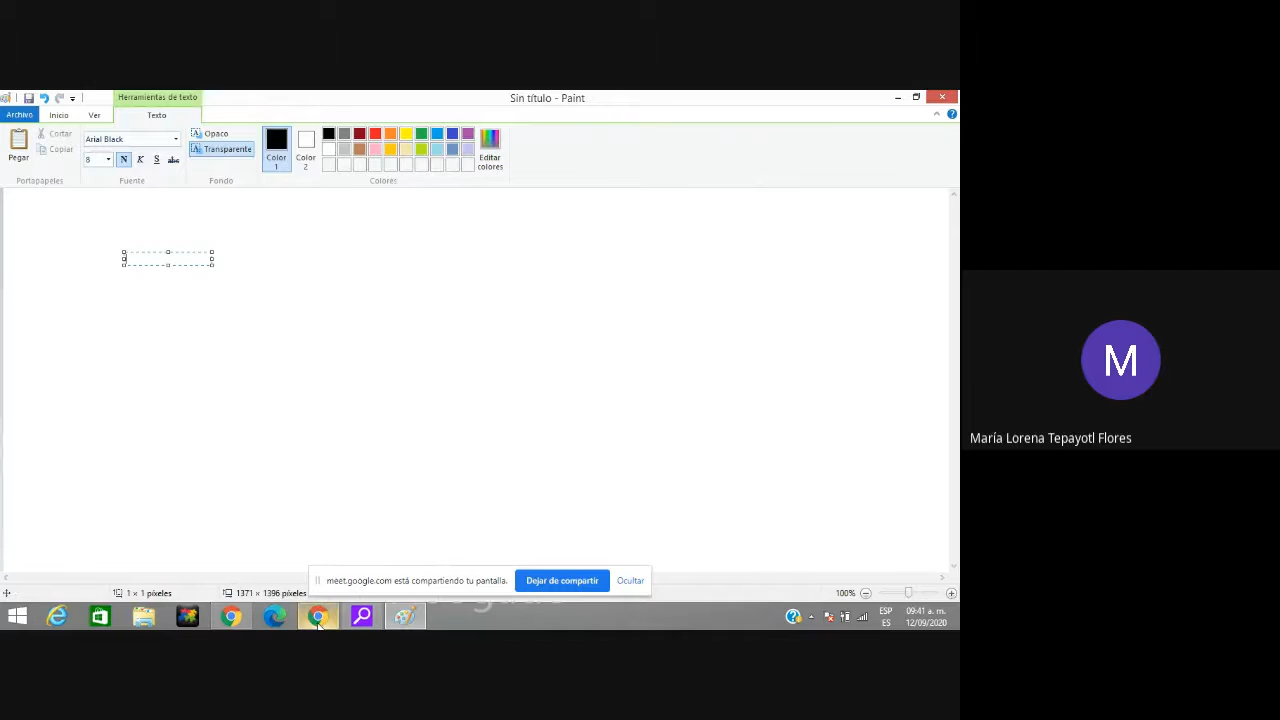 Herramientas de texto
Sin título - Paint
Archivo
Inicio
Ver
Texto
Pegar
Cortar
Copiar
Portapapeles
Arial Black
8
N K S abc
Fuente
Opaco
Transparente
Fondo
Color 1
Color 2
Editar colores
Colores
M
María Lorena Tepayotl Flores
meet.google.com está compartiendo tu pantalla.
Dejar de compartir
Ocultar
1 × 1 píxeles
1371 × 1396 píxeles
100%
ESP
ES
09:41 a. m.
12/09/2020